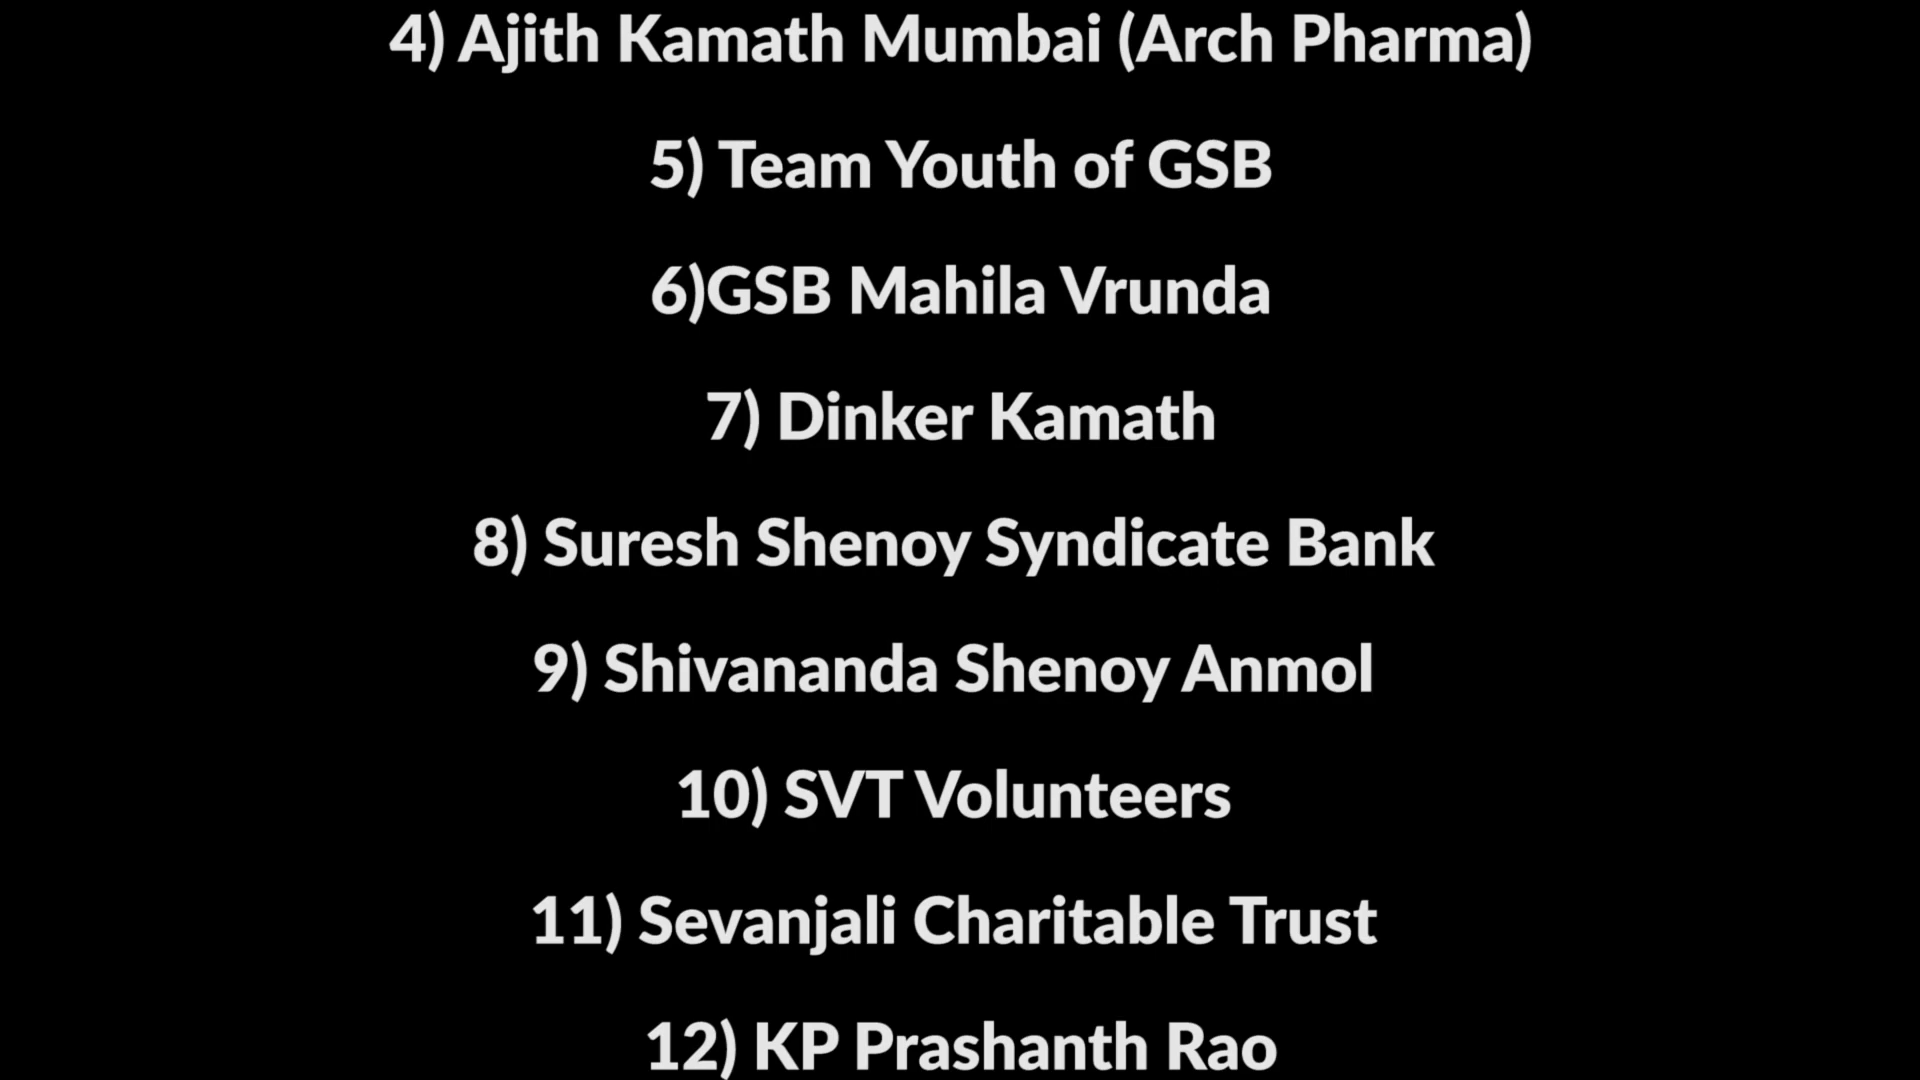 4) Ajith Kamath Mumbai (Arch Pharma)
5) Team Youth of GSB
6)GSB Mahila Vrunda
7) Dinker Kamath
8) Suresh Shenoy Syndicate Bank
9) Shivananda Shenoy Anmol
10) SVT Volunteers
11) Sevanjali Charitable Trust
12) KP Prashanth Rao